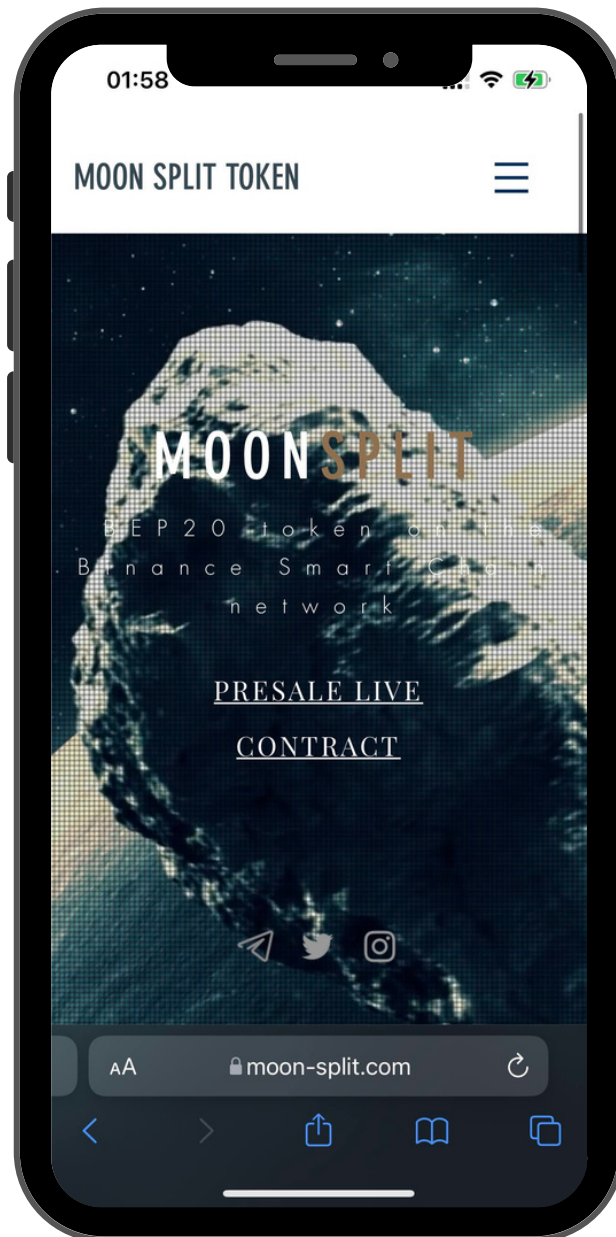 01:58
MOON SPLIT TOKEN
MOONSPLIT
BEP20 token on the
Binance Smart Chain
network
PRESALE LIVE
CONTRACT
AA
moon-split.com